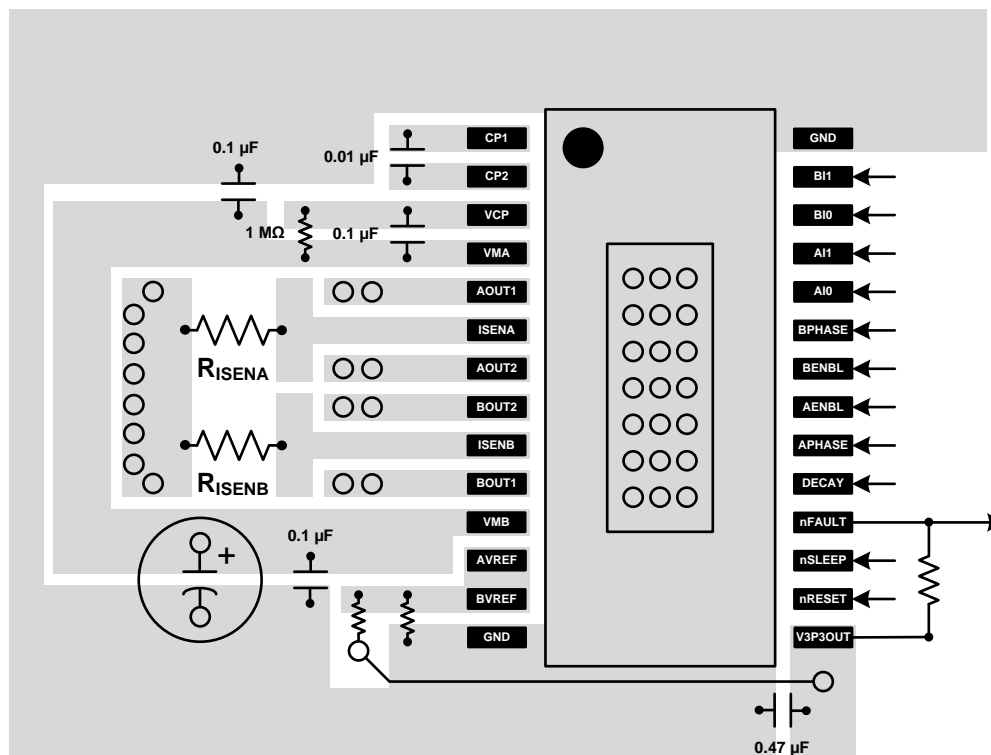 0.1 µF
0.01 µF
1 MΩ
0.1 µF
RISENA
RISENB
0.1 µF
+
CP1
CP2
VCP
VMA
AOUT1
ISENA
AOUT2
BOUT2
ISENB
BOUT1
VMB
AVREF
BVREF
GND
GND
BI1
BI0
AI1
AI0
BPHASE
BENBL
AENBL
APHASE
DECAY
nFAULT
nSLEEP
nRESET
V3P3OUT
0.47 µF